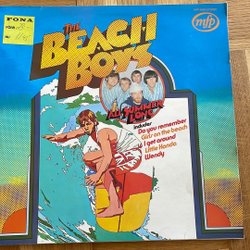 FONA
mfp
THE
BEACH
BOYS
ALL SUMMER
LONG
Includes
Do you remember
Girls on the beach
I get around
Little Honda
Wendy